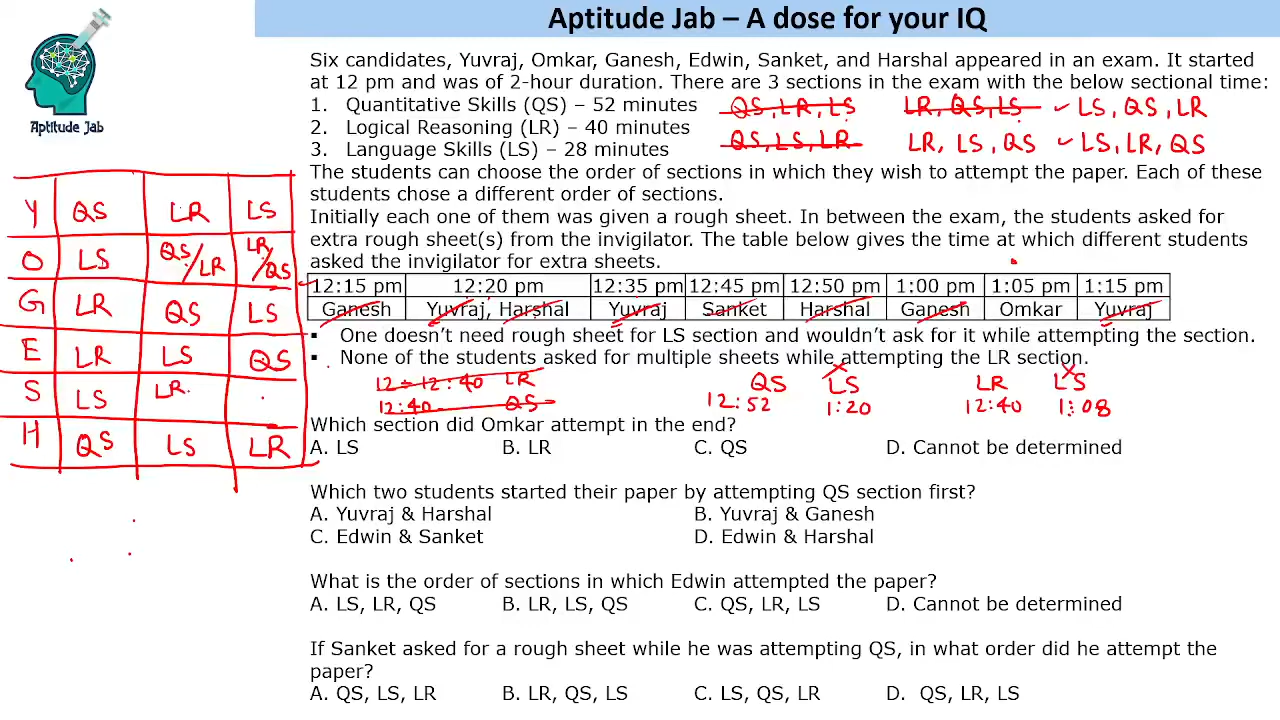 Aptitude Jab – A dose for your IQ
Aptitude Jab
Six candidates, Yuvraj, Omkar, Ganesh, Edwin, Sanket, and Harshal appeared in an exam. It started
at 12 pm and was of 2-hour duration. There are 3 sections in the exam with the below sectional time:
1. Quantitative Skills (QS) – 52 minutes QS, LR, LS LR, QS, LS ✓ LS, QS, LR
2. Logical Reasoning (LR) – 40 minutes QS, LS, LR LR, LS, QS ✓ LS, LR, QS
3. Language Skills (LS) – 28 minutes
The students can choose the order of sections in which they wish to attempt the paper. Each of these
students chose a different order of sections.
Initially each one of them was given a rough sheet. In between the exam, the students asked for
extra rough sheet(s) from the invigilator. The table below gives the time at which different students
asked the invigilator for extra sheets.
12:15 pm 12:20 pm 12:35 pm 12:45 pm 12:50 pm 1:00 pm 1:05 pm 1:15 pm
Ganesh Yuvraj, Harshal Yuvraj Sanket Harshal Ganesh Omkar Yuvraj
▪ One doesn't need rough sheet for LS section and wouldn't ask for it while attempting the section.
▪ None of the students asked for multiple sheets while attempting the LR section.
12 - 12:40 LR QS LS LR LS
12:40 QS 12:52 1:20 12:40 1:08
Y QS LR LS
O LS QS/LR LR/QS
G LR QS LS
E LR LS QS
S LS LR
H QS LS LR
Which section did Omkar attempt in the end?
A. LS B. LR C. QS D. Cannot be determined
Which two students started their paper by attempting QS section first?
A. Yuvraj & Harshal B. Yuvraj & Ganesh
C. Edwin & Sanket D. Edwin & Harshal
What is the order of sections in which Edwin attempted the paper?
A. LS, LR, QS B. LR, LS, QS C. QS, LR, LS D. Cannot be determined
If Sanket asked for a rough sheet while he was attempting QS, in what order did he attempt the
paper?
A. QS, LS, LR B. LR, QS, LS C. LS, QS, LR D. QS, LR, LS